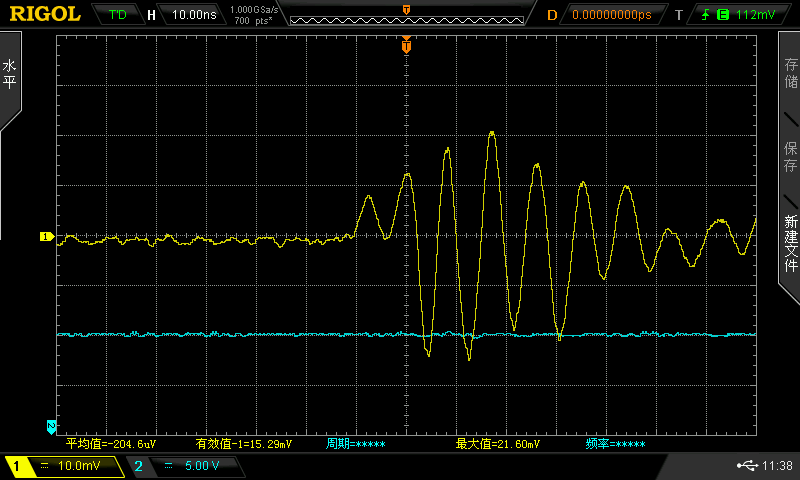 RIGOL T'D H 10.00ns 1.000GSa/s 700 pts* T D 0.00000000ps T E 112mV
T
水平
存储
保存
新建文件
1
2
平均值=-204.6uV 有效值-1=15.29mV 周期=***** 最大值=21.60mV 频率=*****
1 10.0mV 2 5.00 V 11:38